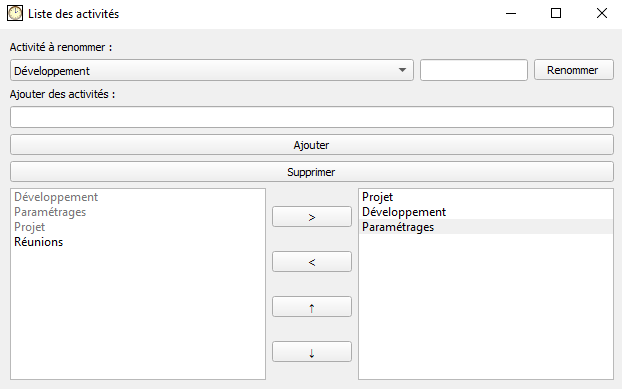 Liste des activités
Activité à renommer :
Développement
Renommer
Ajouter des activités :
Ajouter
Supprimer
Développement
Paramétrages
Projet
Réunions
>
<
↑
↓
Projet
Développement
Paramétrages